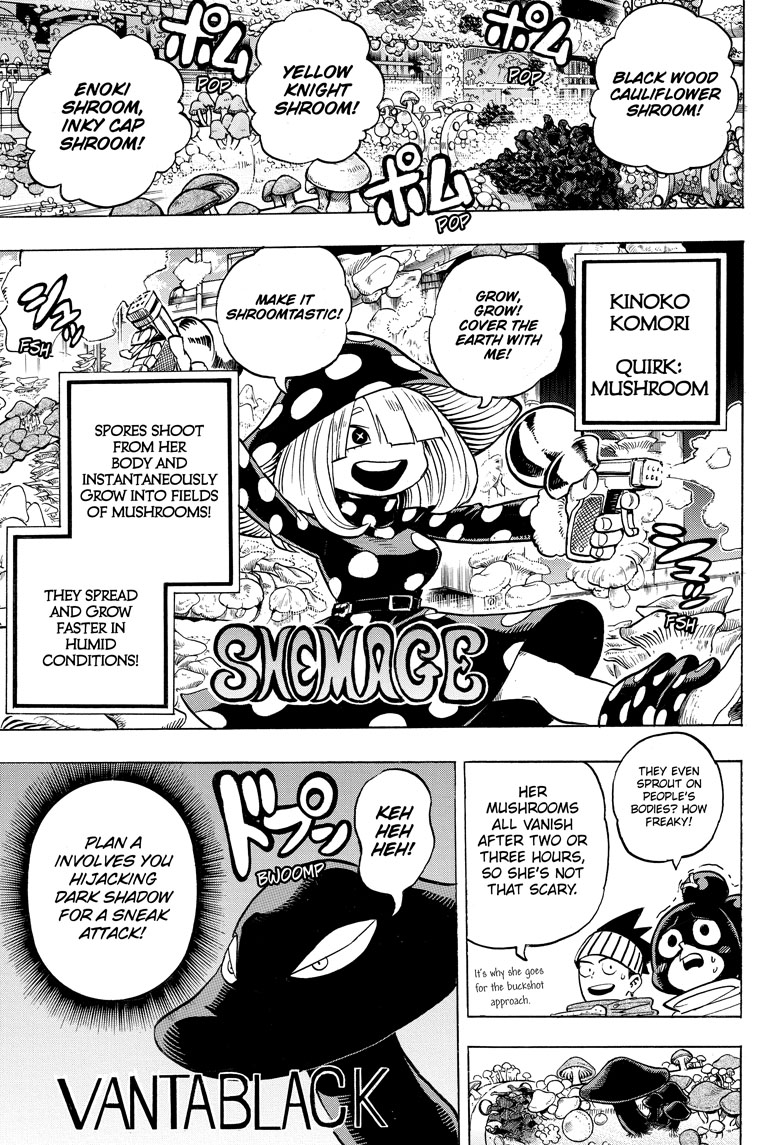 BLACK WOOD
CAULIFLOWER
SHROOM!
ポム
POP
YELLOW
KNIGHT
SHROOM!
ポム
POP
ENOKI
SHROOM,
INKY CAP
SHROOM!
ポム
POP
KINOKO
KOMORI
QUIRK:
MUSHROOM
GROW,
GROW!
COVER THE
EARTH WITH
ME!
MAKE IT
SHROOMTASTIC!
FSH
SPORES SHOOT
FROM HER
BODY AND
INSTANTANEOUSLY
GROW INTO FIELDS
OF MUSHROOMS!
THEY SPREAD
AND GROW
FASTER IN
HUMID
CONDITIONS!
FSH
SHEMAGE
THEY EVEN
SPROUT ON
PEOPLE'S
BODIES? HOW
FREAKY!
HER
MUSHROOMS
ALL VANISH
AFTER TWO OR
THREE HOURS,
SO SHE'S NOT
THAT SCARY.
It's why she goes
for the buckshot
approach.
KEH
HEH
HEH!
ドプン
BWOOMP
PLAN A
INVOLVES YOU
HIJACKING
DARK SHADOW
FOR A SNEAK
ATTACK!
VANTABLACK